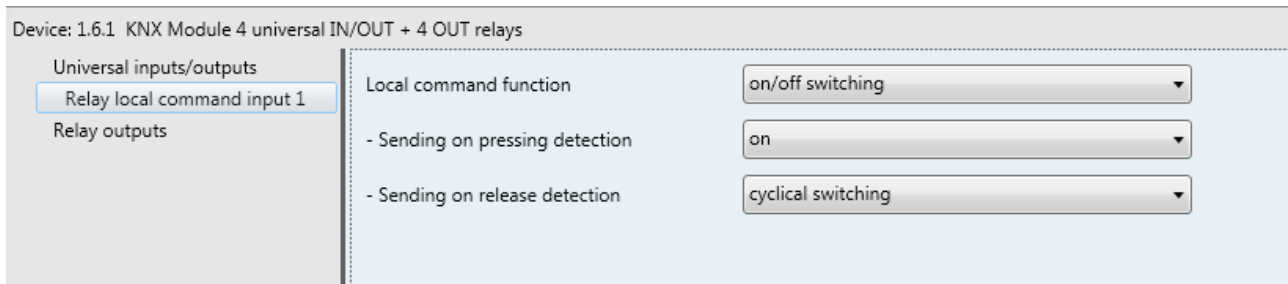 Device: 1.6.1 KNX Module 4 universal IN/OUT + 4 OUT relays
Universal inputs/outputs
Relay local command input 1
Relay outputs
Local command function on/off switching
- Sending on pressing detection on
- Sending on release detection cyclical switching